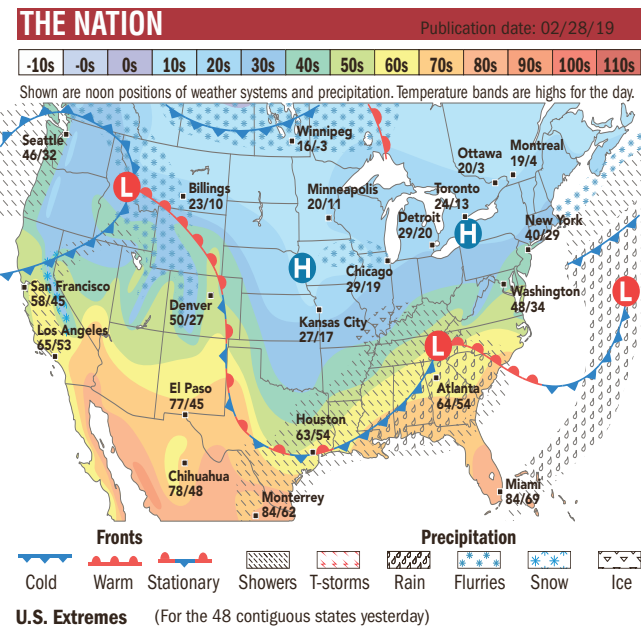 THE NATION
Publication date: 02/28/19
-10s -0s 0s 10s 20s 30s 40s 50s 60s 70s 80s 90s 100s 110s
Shown are noon positions of weather systems and precipitation. Temperature bands are highs for the day.
Seattle
46/32
Winnipeg
16/-3
Ottawa
20/3
Montreal
19/4
L
Billings
23/10
Minneapolis
20/11
Toronto
24/13
Detroit
29/20
H
New York
40/29
H
Chicago
29/19
San Francisco
58/45
Denver
50/27
Kansas City
27/17
Washington
48/34
L
Los Angeles
65/53
L
El Paso
77/45
Atlanta
64/54
Houston
63/54
Chihuahua
78/48
Monterrey
84/62
Miami
84/69
Fronts
Precipitation
Cold Warm Stationary Showers T-storms Rain Flurries Snow Ice
U.S. Extremes (For the 48 contiguous states yesterday)